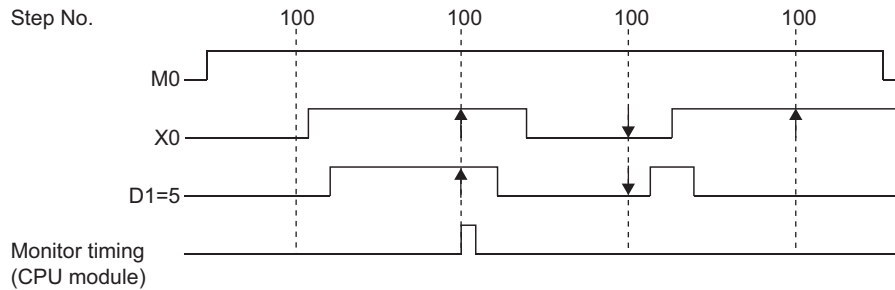 Step No. 100 100 100 100
M0
X0
D1=5
Monitor timing
(CPU module)